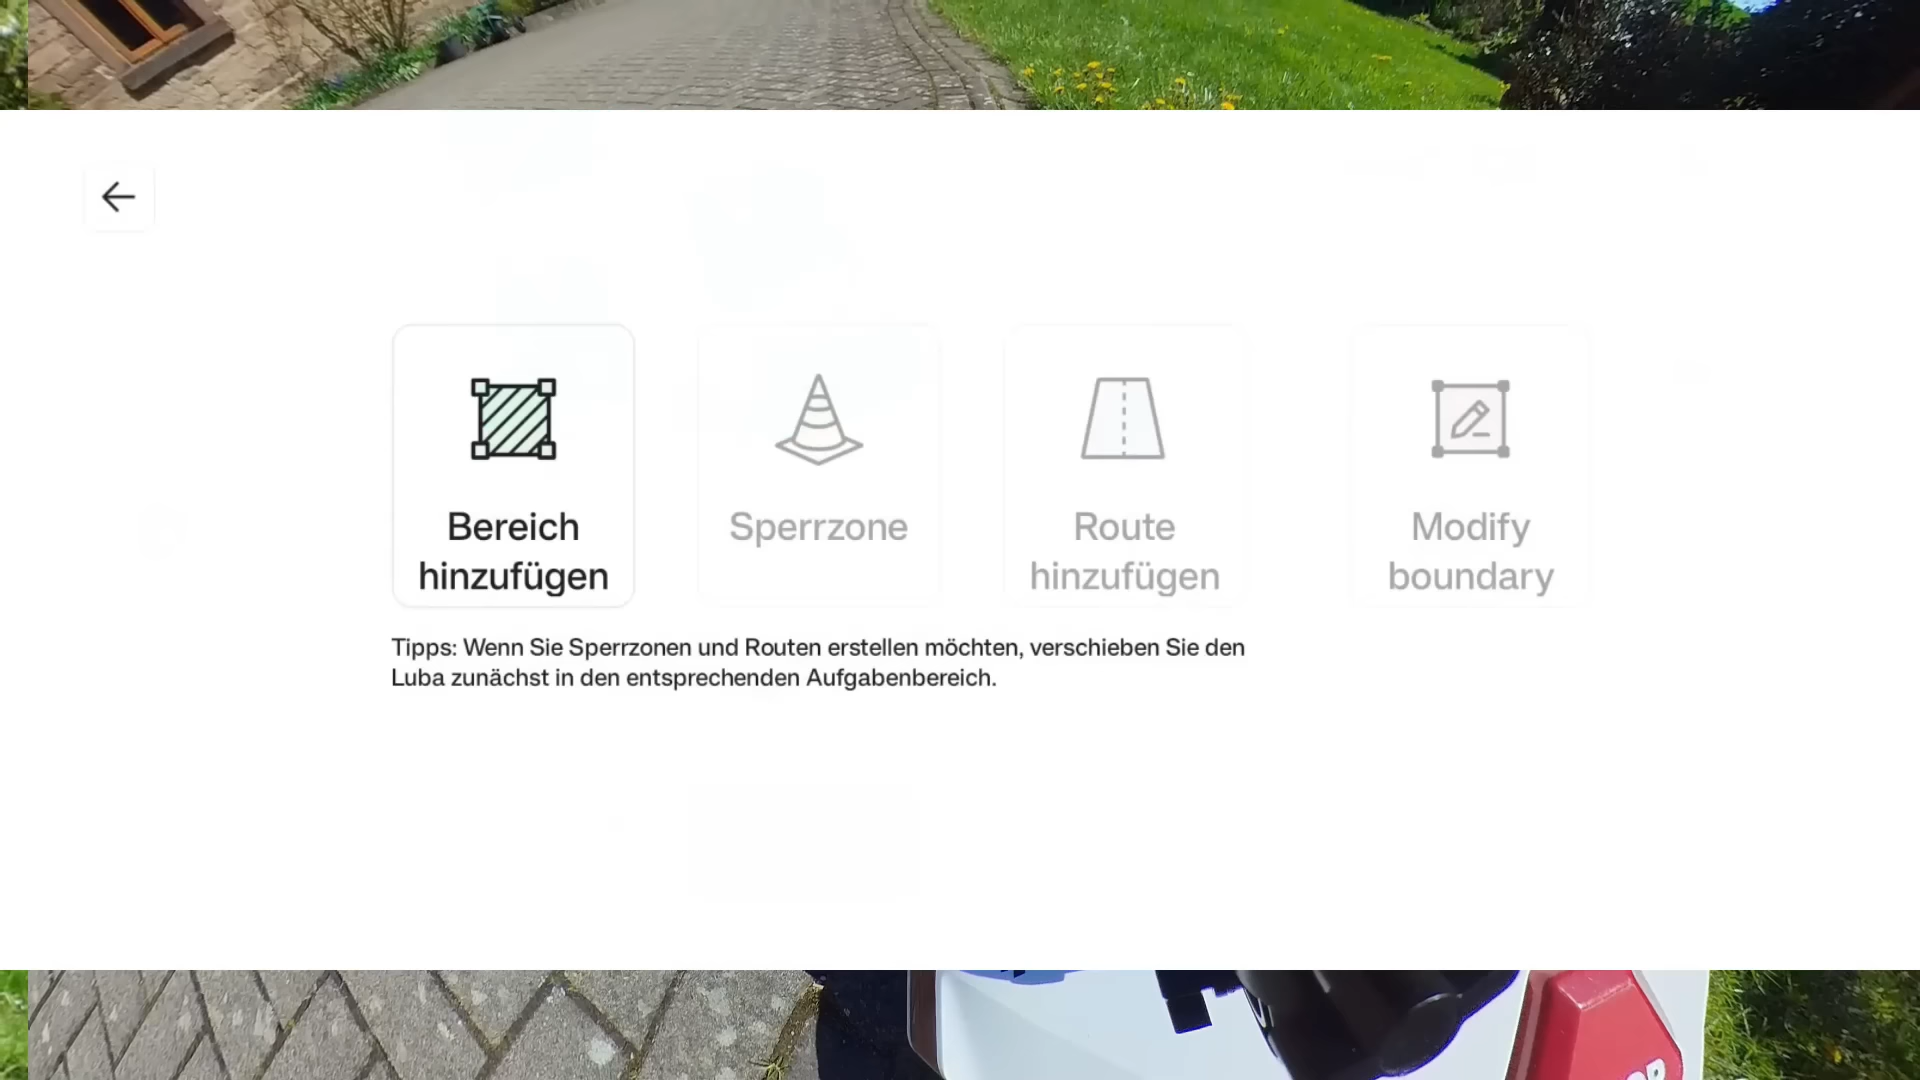 Bereich
hinzufügen
Sperrzone
Route
hinzufügen
Modify
boundary
Tipps: Wenn Sie Sperrzonen und Routen erstellen möchten, verschieben Sie den
Luba zunächst in den entsprechenden Aufgabenbereich.